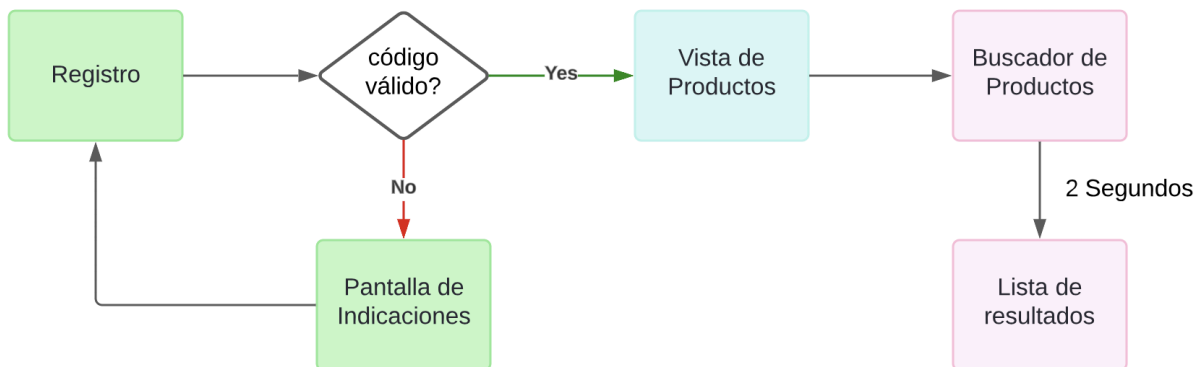 Registro
código
válido?
Yes
Vista de
Productos
Buscador de
Productos
No
2 Segundos
Pantalla de
Indicaciones
Lista de
resultados